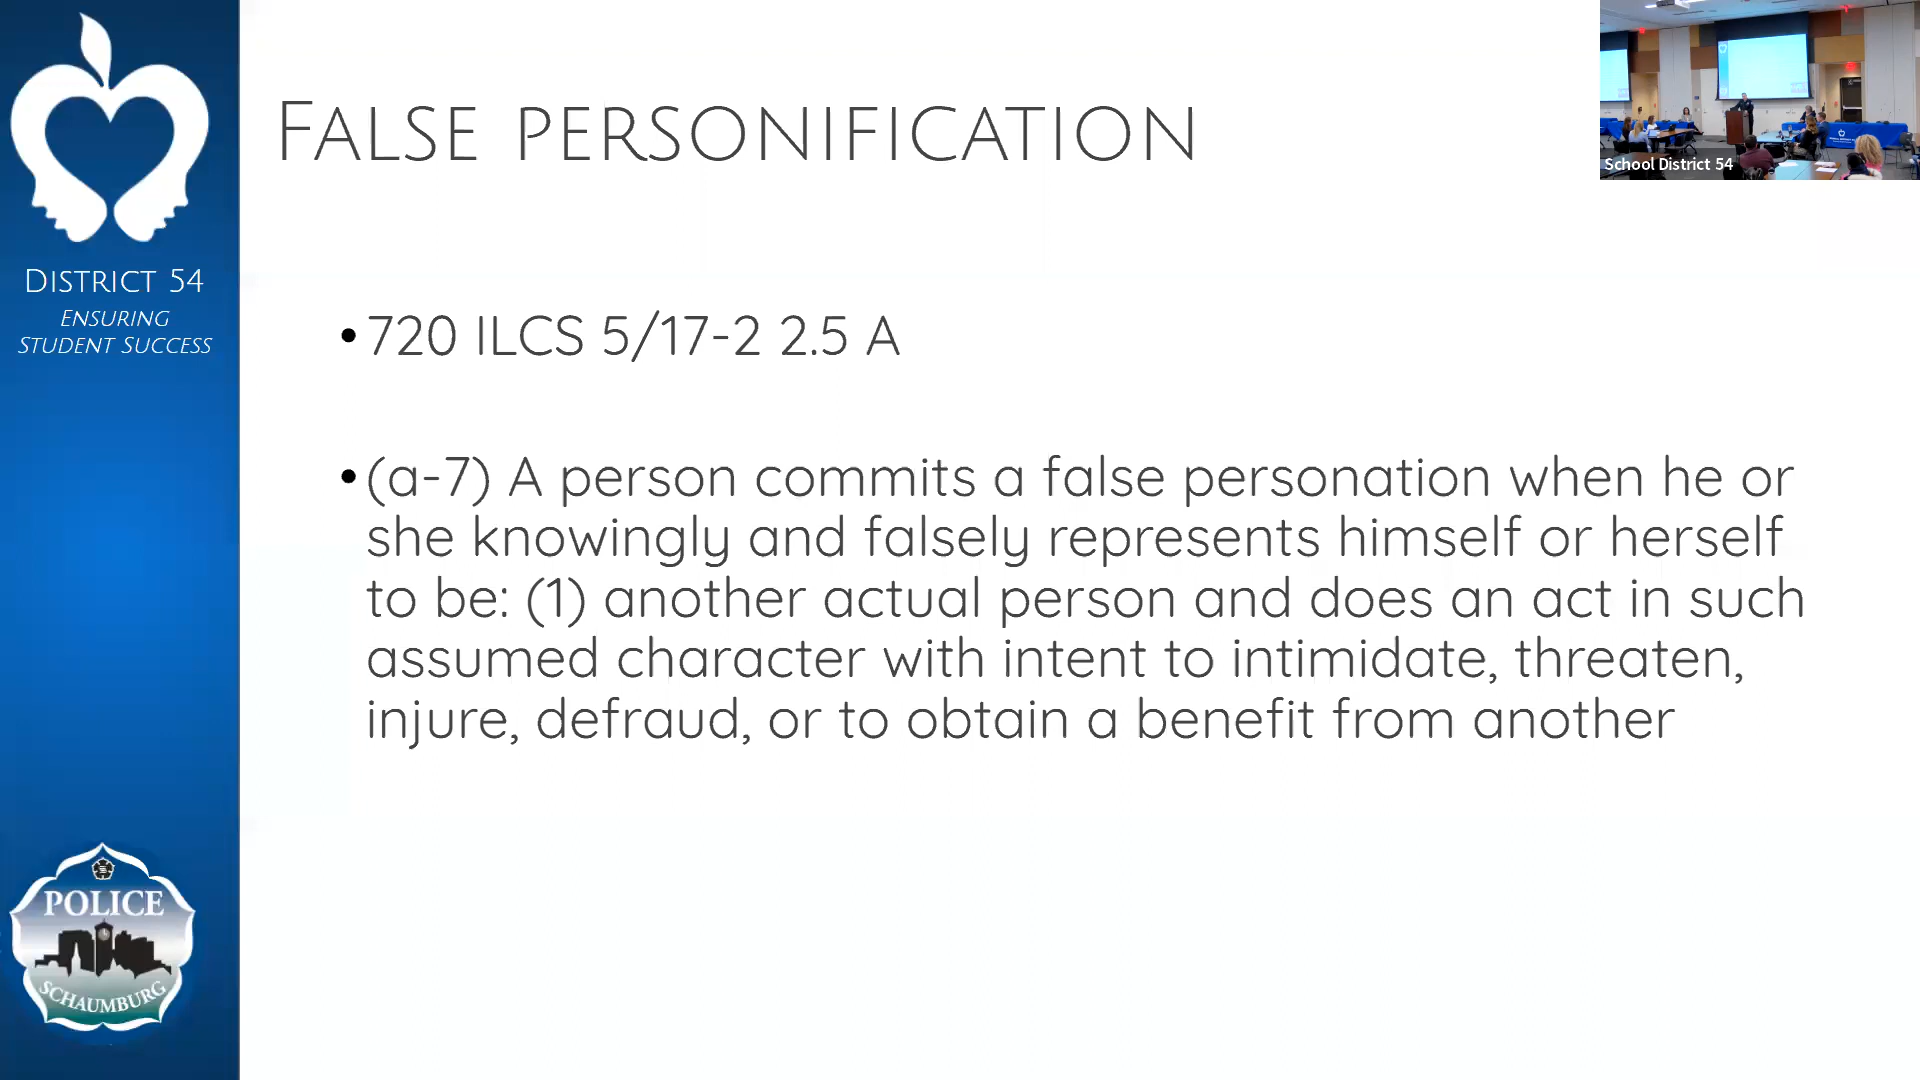 FALSE PERSONIFICATION
School District 54
DISTRICT 54
ENSURING
STUDENT SUCCESS
• 720 ILCS 5/17-2 2.5 A
• (a-7) A person commits a false personation when he or
she knowingly and falsely represents himself or herself
to be: (1) another actual person and does an act in such
assumed character with intent to intimidate, threaten,
injure, defraud, or to obtain a benefit from another
POLICE
SCHAUMBURG